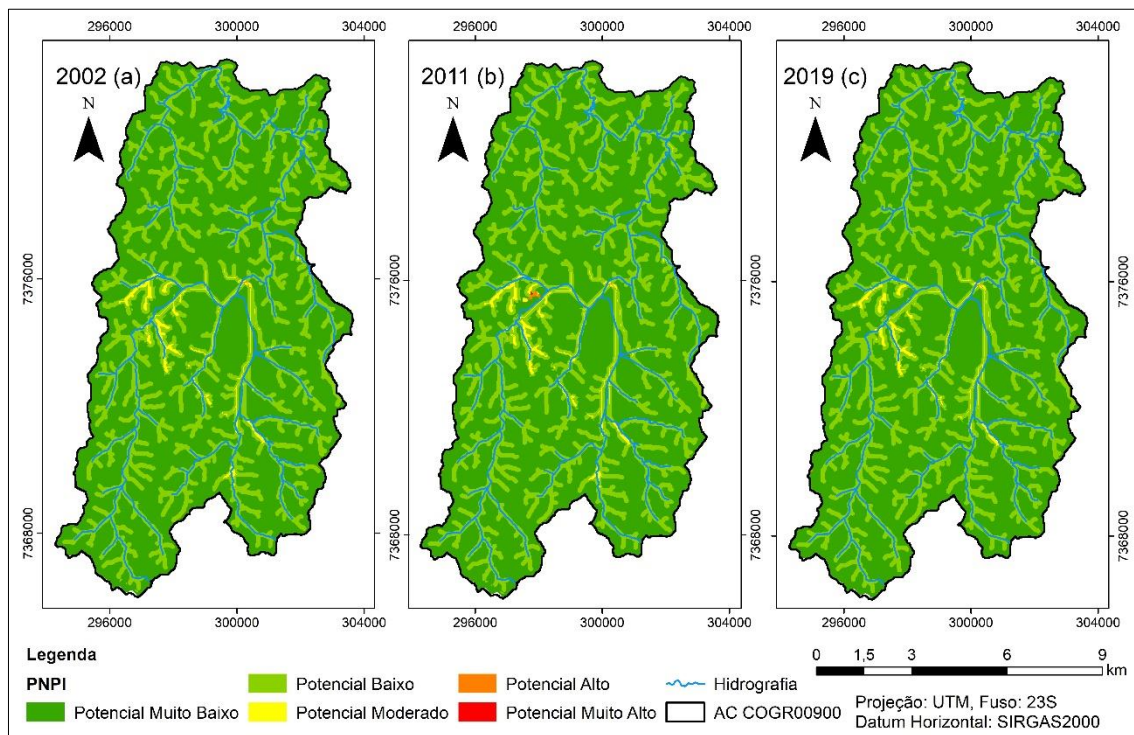 296000 300000 304000 296000 300000 304000 296000 300000 304000
2002 (a) 2011 (b) 2019 (c)
N N N
7376000 7376000 7376000 7376000
7368000 7368000 7368000 7368000
296000 300000 304000 296000 300000 304000 296000 300000 304000
Legenda
PNPI
Potencial Muito Baixo
Potencial Baixo
Potencial Moderado
Potencial Alto
Potencial Muito Alto
Hidrografia
AC COGR00900
0 1,5 3 6 9
km
Projeção: UTM, Fuso: 23S
Datum Horizontal: SIRGAS2000